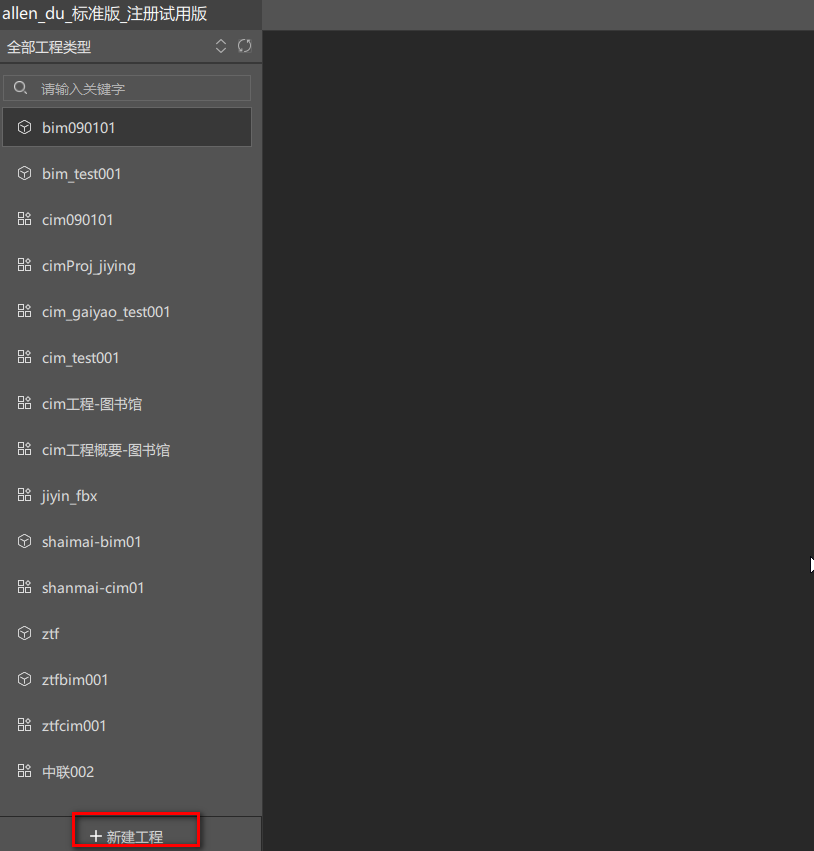 allen_du_标准版_注册试用版
全部工程类型
请输入关键字
bim090101
bim_test001
cim090101
cimProj_jiying
cim_gaiyao_test001
cim_test001
cim工程-图书馆
cim工程概要-图书馆
jiyin_fbx
shaimai-bim01
shanmai-cim01
ztf
ztfbim001
ztfcim001
中联002
+ 新建工程